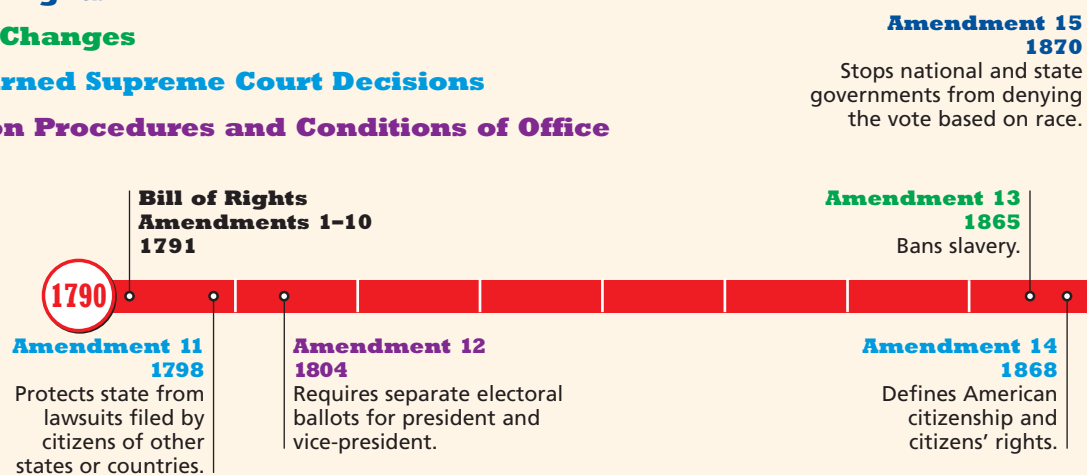 Changes
Supreme Court Decisions
Procedures and Conditions of Office
Amendment 15
1870
Stops national and state
governments from denying
the vote based on race.
Bill of Rights
Amendments 1–10
1791
Amendment 13
1865
Bans slavery.
1790
Amendment 11
1798
Protects state from
lawsuits filed by
citizens of other
states or countries.
Amendment 12
1804
Requires separate electoral
ballots for president and
vice-president.
Amendment 14
1868
Defines American
citizenship and
citizens’ rights.